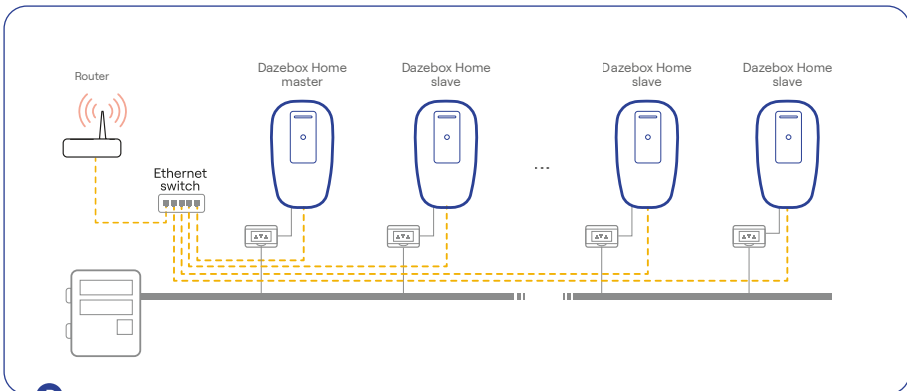 Router
Dazebox Home
master
Dazebox Home
slave
Dazebox Home
slave
Dazebox Home
slave
...
Ethernet
switch